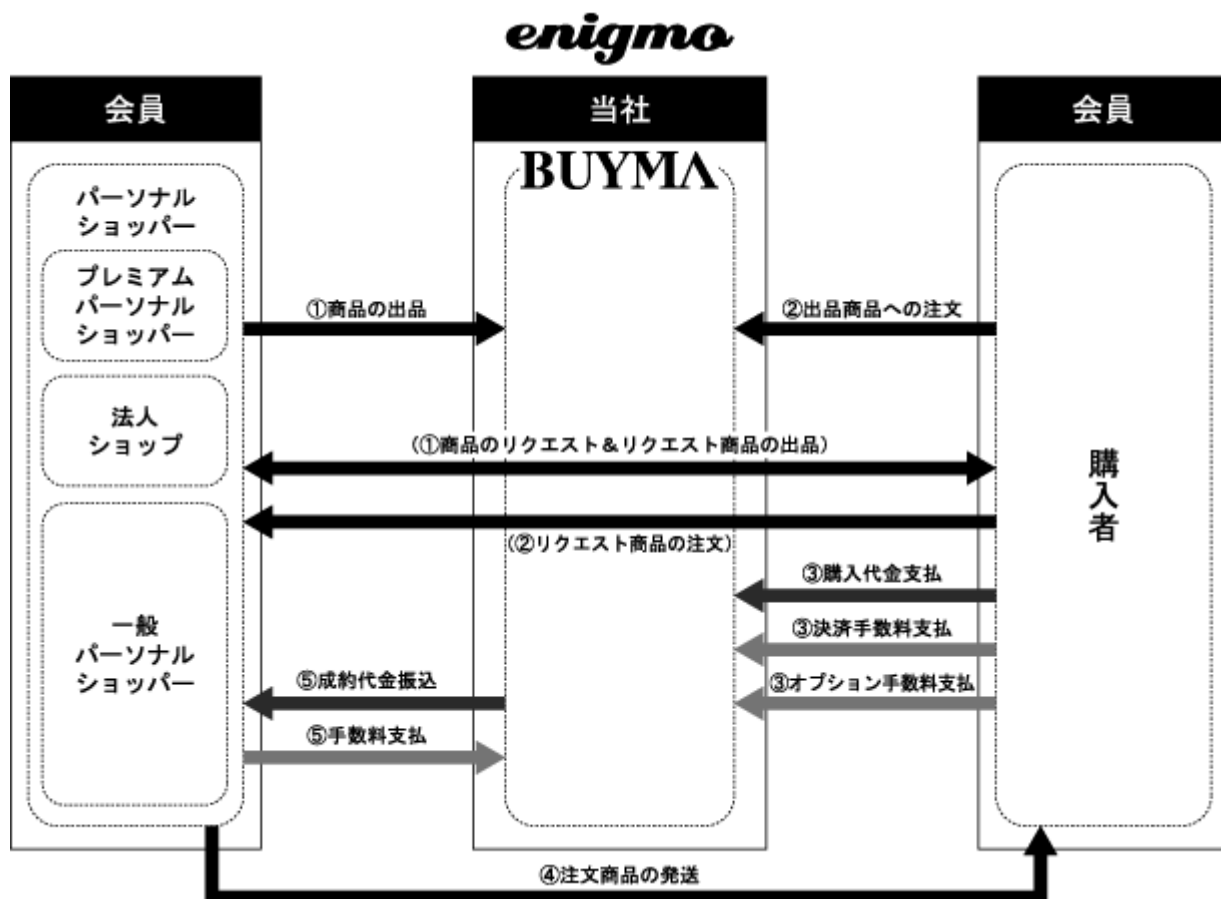 enigmo
会員
当社
会員
BUYMA
パーソナル
ショッパー
プレミアム
パーソナル
ショッパー
①商品の出品
②出品商品への注文
法人
ショップ
(①商品のリクエスト&リクエスト商品の出品)
購入者
(②リクエスト商品の注文)
③購入代金支払
③決済手数料支払
一般
パーソナル
ショッパー
⑤成約代金振込
③オプション手数料支払
⑤手数料支払
④注文商品の発送